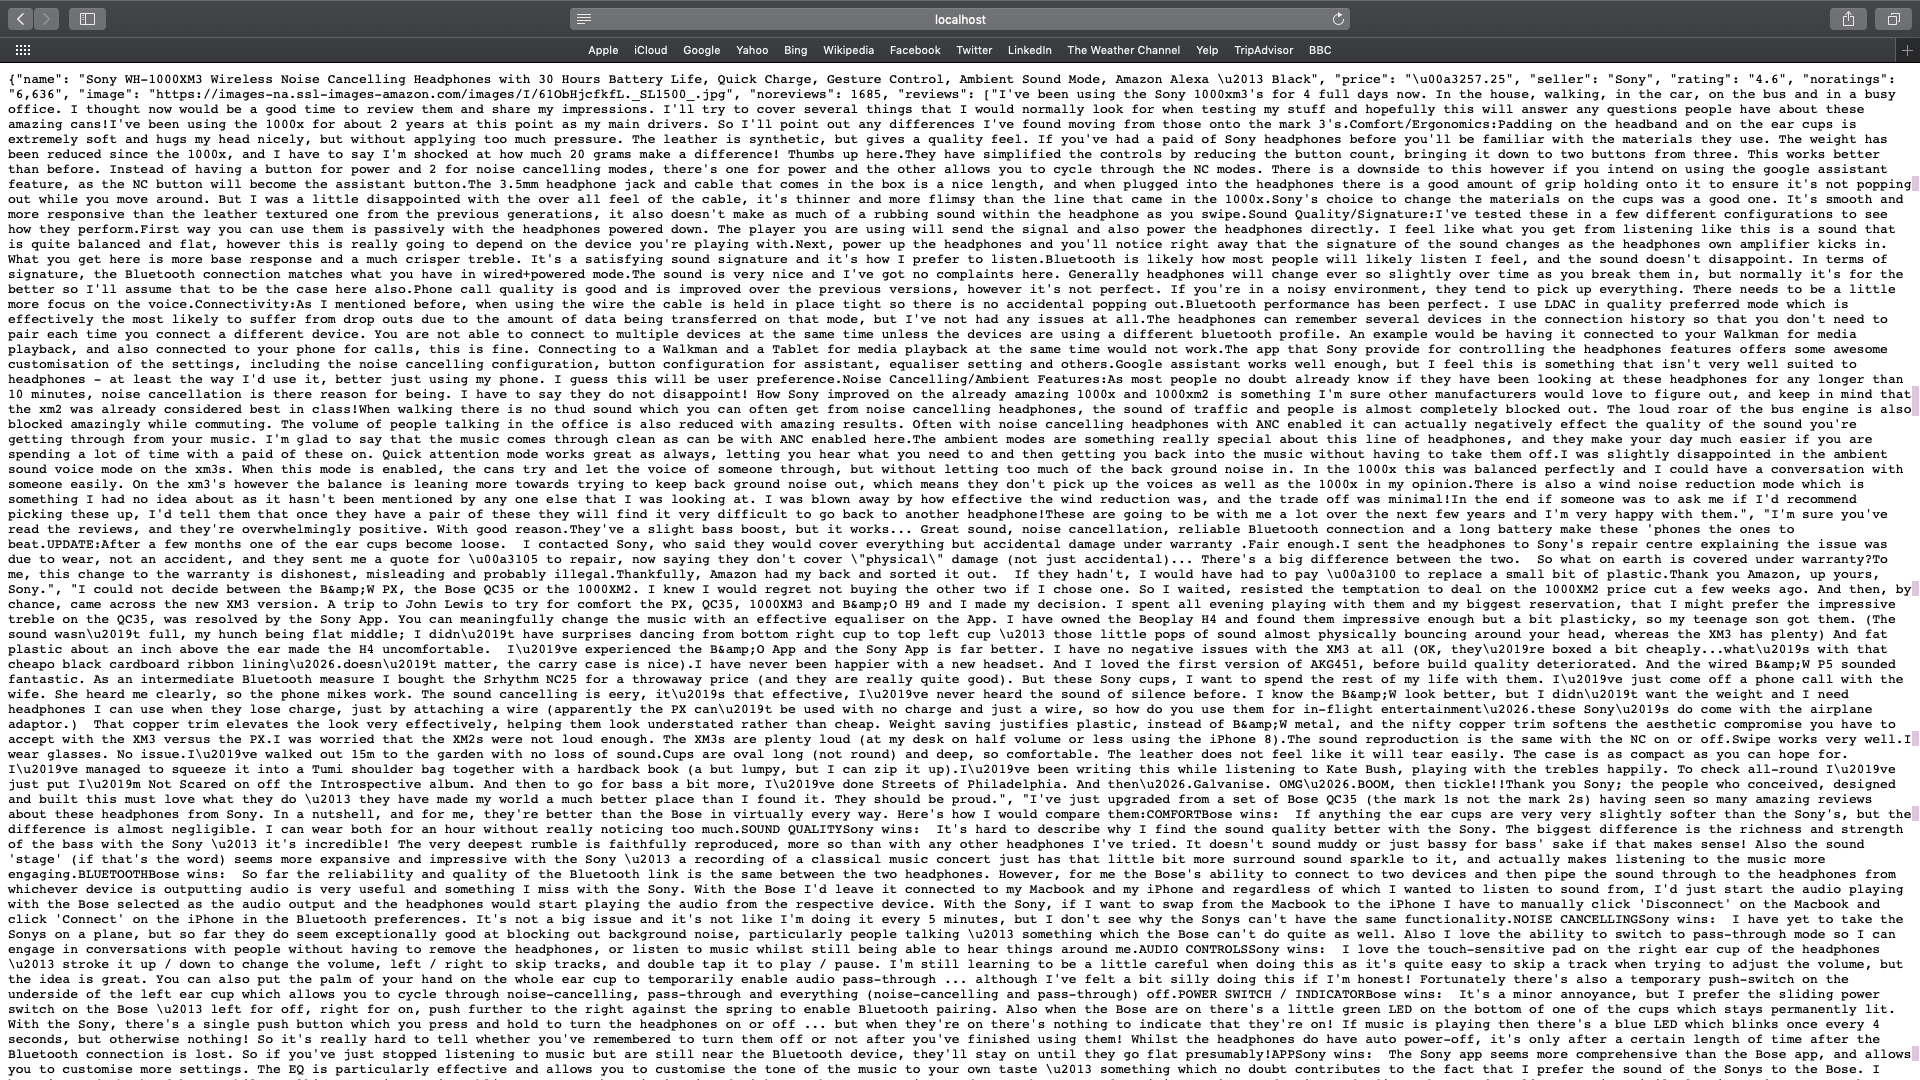 localhost
Apple iCloud Google Yahoo Bing Wikipedia Facebook Twitter LinkedIn The Weather Channel Yelp TripAdvisor BBC
{"name": "Sony WH-1000XM3 Wireless Noise Cancelling Headphones with 30 Hours Battery Life, Quick Charge, Gesture Control, Ambient Sound Mode, Amazon Alexa \u2013 Black", "price": "\u00a3257.25", "seller": "Sony", "rating": "4.6", "noratings":
"6,636", "image": "https://images-na.ssl-images-amazon.com/images/I/61ObHjcfkfL._SL1500_.jpg", "noreviews": 1685, "reviews": ["I've been using the Sony 1000xm3's for 4 full days now. In the house, walking, in the car, on the bus and in a busy
office. I thought now would be a good time to review them and share my impressions. I'll try to cover several things that I would normally look for when testing my stuff and hopefully this will answer any questions people have about these
amazing cans!I've been using the 1000x for about 2 years at this point as my main drivers. So I'll point out any differences I've found moving from those onto the mark 3's.Comfort/Ergonomics:Padding on the headband and on the ear cups is
extremely soft and hugs my head nicely, but without applying too much pressure. The leather is synthetic, but gives a quality feel. If you've had a paid of Sony headphones before you'll be familiar with the materials they use. The weight has
been reduced since the 1000x, and I have to say I'm shocked at how much 20 grams make a difference! Thumbs up here.They have simplified the controls by reducing the button count, bringing it down to two buttons from three. This works better
than before. Instead of having a button for power and 2 for noise cancelling modes, there's one for power and the other allows you to cycle through the NC modes. There is a downside to this however if you intend on using the google assistant
feature, as the NC button will become the assistant button.The 3.5mm headphone jack and cable that comes in the box is a nice length, and when plugged into the headphones there is a good amount of grip holding onto it to ensure it's not popping
out while you move around. But I was a little disappointed with the over all feel of the cable, it's thinner and more flimsy than the line that came in the 1000x.Sony's choice to change the materials on the cups was a good one. It's smooth and
more responsive than the leather textured one from the previous generations, it also doesn't make as much of a rubbing sound within the headphone as you swipe.Sound Quality/Signature:I've tested these in a few different configurations to see
how they perform.First way you can use them is passively with the headphones powered down. The player you are using will send the signal and also power the headphones directly. I feel like what you get from listening like this is a sound that
is quite balanced and flat, however this is really going to depend on the device you're playing with.Next, power up the headphones and you'll notice right away that the signature of the sound changes as the headphones own amplifier kicks in.
What you get here is more base response and a much crisper treble. It's a satisfying sound signature and it's how I prefer to listen.Bluetooth is likely how most people will likely listen I feel, and the sound doesn't disappoint. In terms of
signature, the Bluetooth connection matches what you have in wired+powered mode.The sound is very nice and I've got no complaints here. Generally headphones will change ever so slightly over time as you break them in, but normally it's for the
better so I'll assume that to be the case here also.Phone call quality is good and is improved over the previous versions, however it's not perfect. If you're in a noisy environment, they tend to pick up everything. There needs to be a little
more focus on the voice.Connectivity:As I mentioned before, when using the wire the cable is held in place tight so there is no accidental popping out.Bluetooth performance has been perfect. I use LDAC in quality preferred mode which is
effectively the most likely to suffer from drop outs due to the amount of data being transferred on that mode, but I've not had any issues at all.The headphones can remember several devices in the connection history so that you don't need to
pair each time you connect a different device. You are not able to connect to multiple devices at the same time unless the devices are using a different bluetooth profile. An example would be having it connected to your Walkman for media
playback, and also connected to your phone for calls, this is fine. Connecting to a Walkman and a Tablet for media playback at the same time would not work.The app that Sony provide for controlling the headphones features offers some awesome
customisation of the settings, including the noise cancelling configuration, button configuration for assistant, equaliser setting and others.Google assistant works well enough, but I feel this is something that isn't very well suited to
headphones - at least the way I'd use it, better just using my phone. I guess this will be user preference.Noise Cancelling/Ambient Features:As most people no doubt already know if they have been looking at these headphones for any longer than
10 minutes, noise cancellation is there reason for being. I have to say they do not disappoint! How Sony improved on the already amazing 1000x and 1000xm2 is something I'm sure other manufacturers would love to figure out, and keep in mind that
the xm2 was already considered best in class!When walking there is no thud sound which you can often get from noise cancelling headphones, the sound of traffic and people is almost completely blocked out. The loud roar of the bus engine is also
blocked amazingly while commuting. The volume of people talking in the office is also reduced with amazing results. Often with noise cancelling headphones with ANC enabled it can actually negatively effect the quality of the sound you're
getting through from your music. I'm glad to say that the music comes through clean as can be with ANC enabled here.The ambient modes are something really special about this line of headphones, and they make your day much easier if you are
spending a lot of time with a paid of these on. Quick attention mode works great as always, letting you hear what you need to and then getting you back into the music without having to take them off.I was slightly disappointed in the ambient
sound voice mode on the xm3s. When this mode is enabled, the cans try and let the voice of someone through, but without letting too much of the back ground noise in. In the 1000x this was balanced perfectly and I could have a conversation with
someone easily. On the xm3's however the balance is leaning more towards trying to keep back ground noise out, which means they don't pick up the voices as well as the 1000x in my opinion.There is also a wind noise reduction mode which is
something I had no idea about as it hasn't been mentioned by any one else that I was looking at. I was blown away by how effective the wind reduction was, and the trade off was minimal!In the end if someone was to ask me if I'd recommend
picking these up, I'd tell them that once they have a pair of these they will find it very difficult to go back to another headphone!These are going to be with me a lot over the next few years and I'm very happy with them.", "I'm sure you've
read the reviews, and they're overwhelmingly positive. With good reason.They've a slight bass boost, but it works... Great sound, noise cancellation, reliable Bluetooth connection and a long battery make these 'phones the ones to
beat.UPDATE:After a few months one of the ear cups become loose.  I contacted Sony, who said they would cover everything but accidental damage under warranty .Fair enough.I sent the headphones to Sony's repair centre explaining the issue was
due to wear, not an accident, and they sent me a quote for \u00a3105 to repair, now saying they don't cover \"physical\" damage (not just accidental)... There's a big difference between the two.  So what on earth is covered under warranty?To
me, this change to the warranty is dishonest, misleading and probably illegal.Thankfully, Amazon had my back and sorted it out.  If they hadn't, I would have had to pay \u00a3100 to replace a small bit of plastic.Thank you Amazon, up yours,
Sony.", "I could not decide between the B&amp;W PX, the Bose QC35 or the 1000XM2. I knew I would regret not buying the other two if I chose one. So I waited, resisted the temptation to deal on the 1000XM2 price cut a few weeks ago. And then, by
chance, came across the new XM3 version. A trip to John Lewis to try for comfort the PX, QC35, 1000XM3 and B&amp;O H9 and I made my decision. I spent all evening playing with them and my biggest reservation, that I might prefer the impressive
treble on the QC35, was resolved by the Sony App. You can meaningfully change the music with an effective equaliser on the App. I have owned the Beoplay H4 and found them impressive enough but a bit plasticky, so my teenage son got them. (The
sound wasn\u2019t full, my hunch being flat middle; I didn\u2019t have surprises dancing from bottom right cup to top left cup \u2013 those little pops of sound almost physically bouncing around your head, whereas the XM3 has plenty) And fat
plastic about an inch above the ear made the H4 uncomfortable.  I\u2019ve experienced the B&amp;O App and the Sony App is far better. I have no negative issues with the XM3 at all (OK, they\u2019re boxed a bit cheaply...what\u2019s with that
cheapo black cardboard ribbon lining\u2026.doesn\u2019t matter, the carry case is nice).I have never been happier with a new headset. And I loved the first version of AKG451, before build quality deteriorated. And the wired B&amp;W P5 sounded
fantastic. As an intermediate Bluetooth measure I bought the Srhythm NC25 for a throwaway price (and they are really quite good). But these Sony cups, I want to spend the rest of my life with them. I\u2019ve just come off a phone call with the
wife. She heard me clearly, so the phone mikes work. The sound cancelling is eery, it\u2019s that effective, I\u2019ve never heard the sound of silence before. I know the B&amp;W look better, but I didn\u2019t want the weight and I need
headphones I can use when they lose charge, just by attaching a wire (apparently the PX can\u2019t be used with no charge and just a wire, so how do you use them for in-flight entertainment\u2026.these Sony\u2019s do come with the airplane
adaptor.)  That copper trim elevates the look very effectively, helping them look understated rather than cheap. Weight saving justifies plastic, instead of B&amp;W metal, and the nifty copper trim softens the aesthetic compromise you have to
accept with the XM3 versus the PX.I was worried that the XM2s were not loud enough. The XM3s are plenty loud (at my desk on half volume or less using the iPhone 8).The sound reproduction is the same with the NC on or off.Swipe works very well.I
wear glasses. No issue.I\u2019ve walked out 15m to the garden with no loss of sound.Cups are oval long (not round) and deep, so comfortable. The leather does not feel like it will tear easily. The case is as compact as you can hope for.
I\u2019ve managed to squeeze it into a Tumi shoulder bag together with a hardback book (a but lumpy, but I can zip it up).I\u2019ve been writing this while listening to Kate Bush, playing with the trebles happily. To check all-round I\u2019ve
just put I\u2019m Not Scared on off the Introspective album. And then to go for bass a bit more, I\u2019ve done Streets of Philadelphia. And then\u2026.Galvanise. OMG\u2026.BOOM, then tickle!!Thank you Sony; the people who conceived, designed
and built this must love what they do \u2013 they have made my world a much better place than I found it. They should be proud.", "I've just upgraded from a set of Bose QC35 (the mark 1s not the mark 2s) having seen so many amazing reviews
about these headphones from Sony. In a nutshell, and for me, they're better than the Bose in virtually every way. Here's how I would compare them:COMFORTBose wins:  If anything the ear cups are very very slightly softer than the Sony's, but the
difference is almost negligible. I can wear both for an hour without really noticing too much.SOUND QUALITYSony wins:  It's hard to describe why I find the sound quality better with the Sony. The biggest difference is the richness and strength
of the bass with the Sony \u2013 it's incredible! The very deepest rumble is faithfully reproduced, more so than with any other headphones I've tried. It doesn't sound muddy or just bassy for bass' sake if that makes sense! Also the sound
'stage' (if that's the word) seems more expansive and impressive with the Sony \u2013 a recording of a classical music concert just has that little bit more surround sound sparkle to it, and actually makes listening to the music more
engaging.BLUETOOTHBose wins:  So far the reliability and quality of the Bluetooth link is the same between the two headphones. However, for me the Bose's ability to connect to two devices and then pipe the sound through to the headphones from
whichever device is outputting audio is very useful and something I miss with the Sony. With the Bose I'd leave it connected to my Macbook and my iPhone and regardless of which I wanted to listen to sound from, I'd just start the audio playing
with the Bose selected as the audio output and the headphones would start playing the audio from the respective device. With the Sony, if I want to swap from the Macbook to the iPhone I have to manually click 'Disconnect' on the Macbook and
click 'Connect' on the iPhone in the Bluetooth preferences. It's not a big issue and it's not like I'm doing it every 5 minutes, but I don't see why the Sonys can't have the same functionality.NOISE CANCELLINGSony wins:  I have yet to take the
Sonys on a plane, but so far they do seem exceptionally good at blocking out background noise, particularly people talking \u2013 something which the Bose can't do quite as well. Also I love the ability to switch to pass-through mode so I can
engage in conversations with people without having to remove the headphones, or listen to music whilst still being able to hear things around me.AUDIO CONTROLSSony wins:  I love the touch-sensitive pad on the right ear cup of the headphones
\u2013 stroke it up / down to change the volume, left / right to skip tracks, and double tap it to play / pause. I'm still learning to be a little careful when doing this as it's quite easy to skip a track when trying to adjust the volume, but
the idea is great. You can also put the palm of your hand on the whole ear cup to temporarily enable audio pass-through ... although I've felt a bit silly doing this if I'm honest! Fortunately there's also a temporary push-switch on the
underside of the left ear cup which allows you to cycle through noise-cancelling, pass-through and everything (noise-cancelling and pass-through) off.POWER SWITCH / INDICATORBose wins:  It's a minor annoyance, but I prefer the sliding power
switch on the Bose \u2013 left for off, right for on, push further to the right against the spring to enable Bluetooth pairing. Also when the Bose are on there's a little green LED on the bottom of one of the cups which stays permanently lit.
With the Sony, there's a single push button which you press and hold to turn the headphones on or off ... but when they're on there's nothing to indicate that they're on! If music is playing then there's a blue LED which blinks once every 4
seconds, but otherwise nothing! So it's really hard to tell whether you've remembered to turn them off or not after you've finished using them! Whilst the headphones do have auto power-off, it's only after a certain length of time after the
Bluetooth connection is lost. So if you've just stopped listening to music but are still near the Bluetooth device, they'll stay on until they go flat presumably!APPSony wins:  The Sony app seems more comprehensive than the Bose app, and allows
you to customise more settings. The EQ is particularly effective and allows you to customise the tone of the music to your own taste \u2013 something which no doubt contributes to the fact that I prefer the sound of the Sonys to the Bose. I